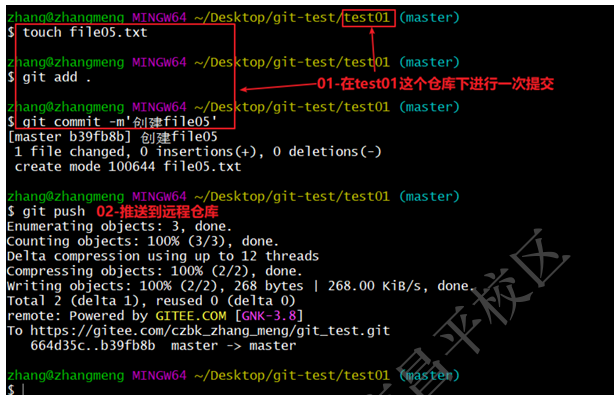 zhang@zhangmeng MINGW64 ~/Desktop/git-test/test01 (master)
$ touch file05.txt
zhang@zhangmeng MINGW64 ~/Desktop/git-test/test01 (master)
$ git add .
01-在test01这个仓库下进行一次提交
zhang@zhangmeng MINGW64 ~/Desktop/git-test/test01 (master)
$ git commit -m'创建file05'
[master b39fb8b] 创建file05
1 file changed, 0 insertions(+), 0 deletions(-)
create mode 100644 file05.txt
zhang@zhangmeng MINGW64 ~/Desktop/git-test/test01 (master)
$ git push 02-推送到远程仓库
Enumerating objects: 3, done.
Counting objects: 100% (3/3), done.
Delta compression using up to 12 threads
Compressing objects: 100% (2/2), done.
Writing objects: 100% (2/2), 268 bytes | 268.00 KiB/s, done.
Total 2 (delta 1), reused 0 (delta 0)
remote: Powered by GITEE.COM [GNK-3.8]
To https://gitee.com/czbk_zhang_meng/git_test.git
664d35c..b39fb8b master -> master
zhang@zhangmeng MINGW64 ~/Desktop/git-test/test01 (master)
$
昌平校区